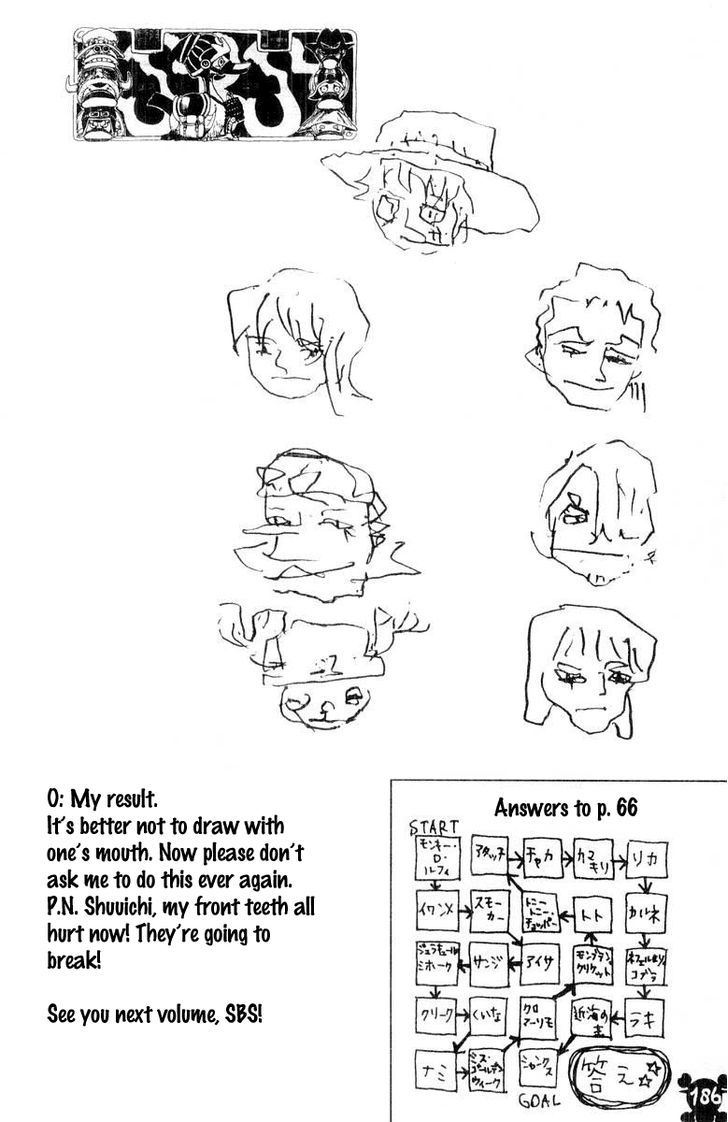 O: My result.
It's better not to draw with
one's mouth. Now please don't
ask me to do this ever again.
P.N. Shuuichi, my front teeth all
hurt now! They're going to
break!
See you next volume, SBS!
Answers to p. 66
START
モンキー・
D・
ルフィ
アタッチ
チャカ
カマ
キリ
リカ
イワンX
スモー
カー
トニー
トニー・
チョッパー
トト
カルネ
ジュラキュール
ミホーク
サンジ
アイサ
モンブラン・
クリケット
ネフェルタリ
コブラ
クリーク
くいな
クロ
マーリモ
近海の
主
ラキ
ナミ
ミス・
ゴールデン
ウィーク
シャンクス
GOAL
答え☆
186